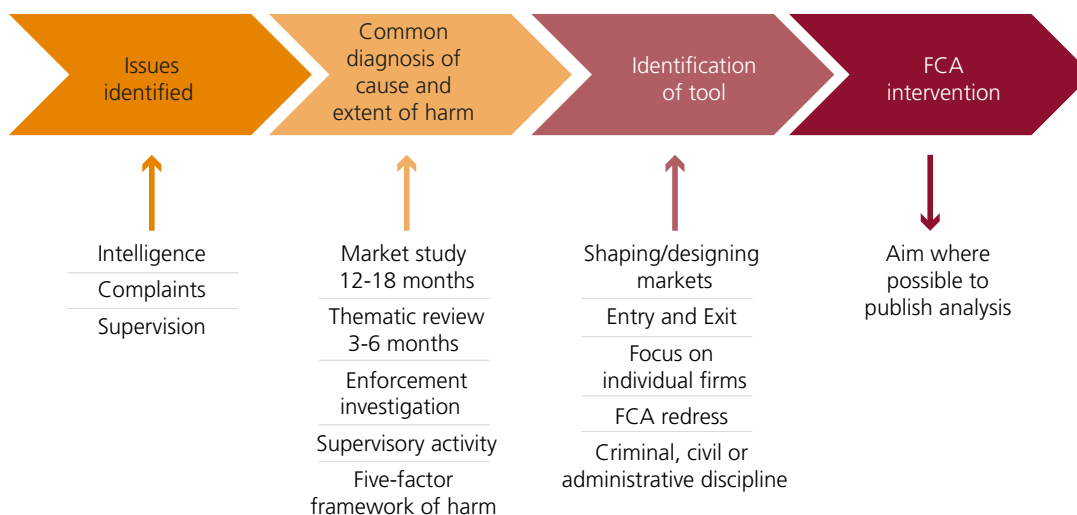 Issues
identified
Common
diagnosis of
cause and
extent of harm
Identification
of tool
FCA
intervention
Intelligence
Complaints
Supervision
Market study
12-18 months
Thematic review
3-6 months
Enforcement
investigation
Supervisory activity
Five-factor
framework of harm
Shaping/designing
markets
Entry and Exit
Focus on
individual firms
FCA redress
Criminal, civil or
administrative discipline
Aim where
possible to
publish analysis